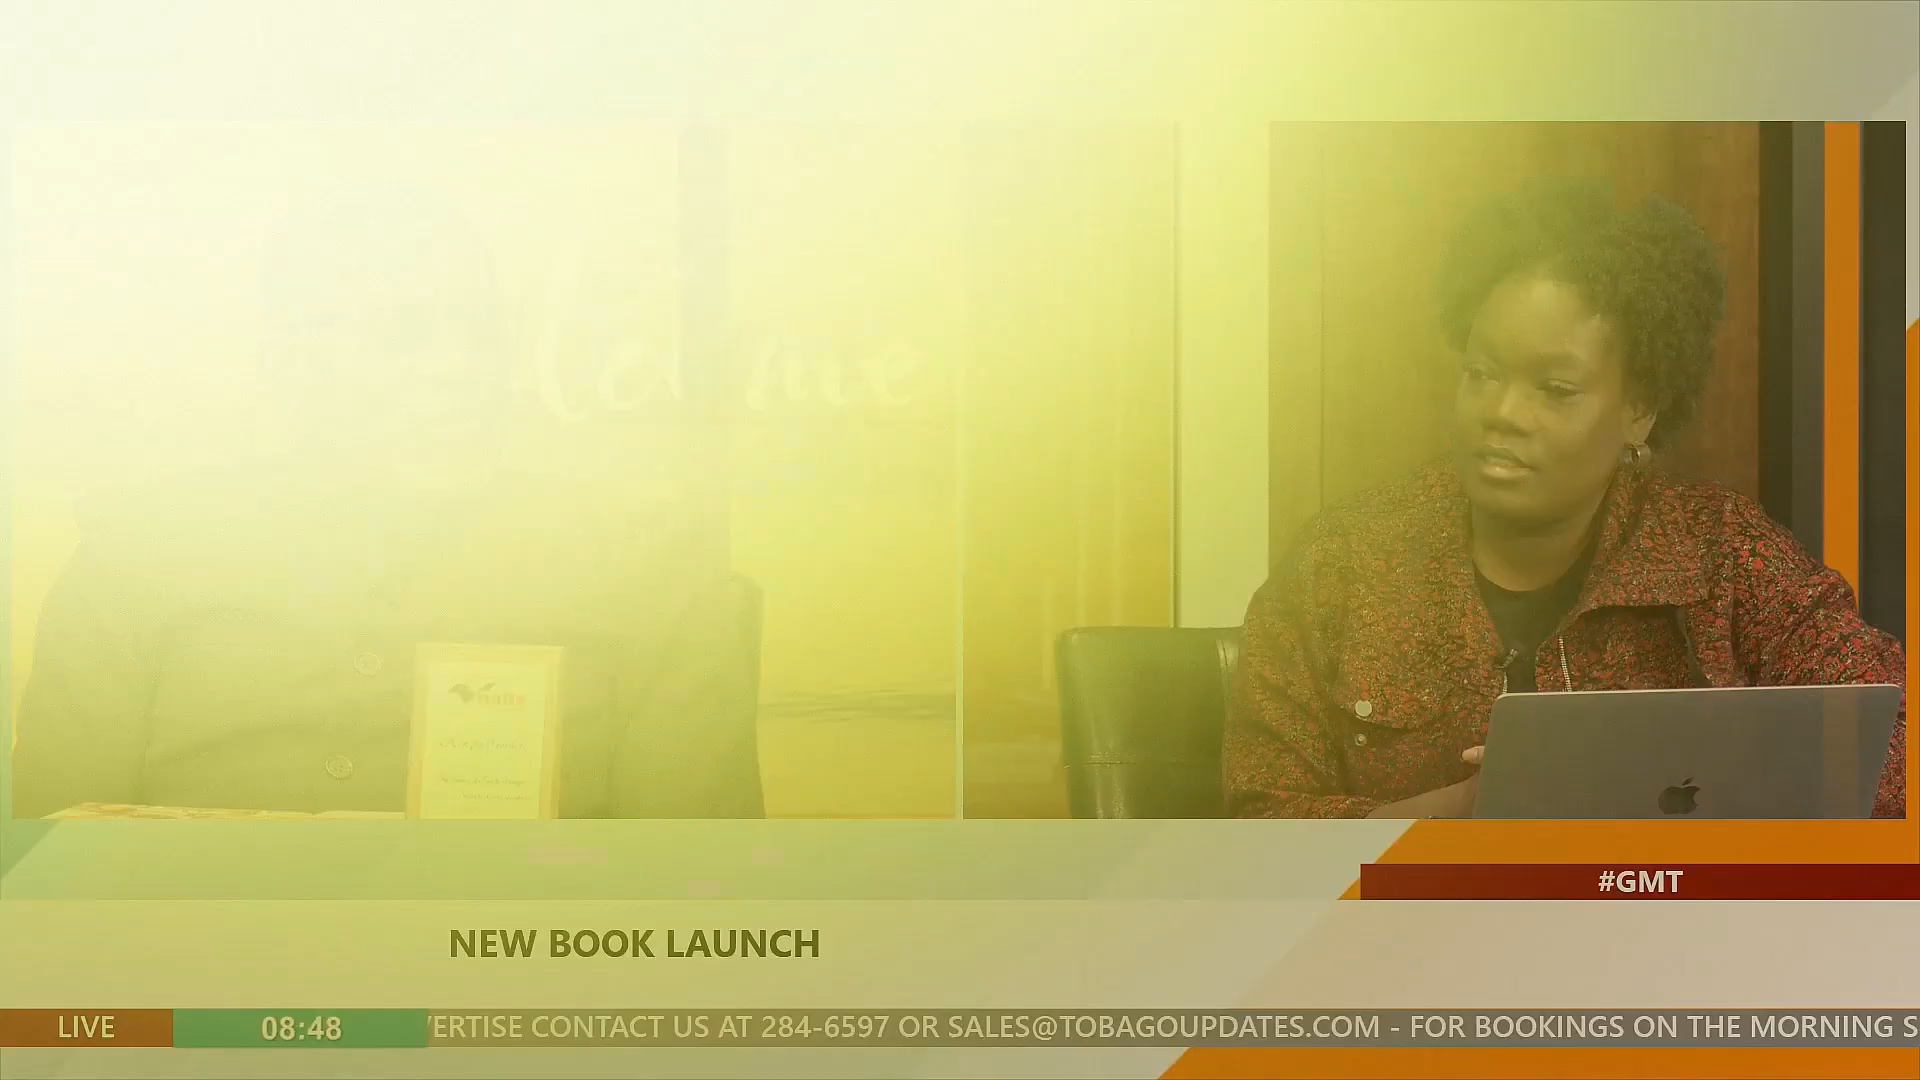 #GMT
NEW BOOK LAUNCH
LIVE
08:48
VERTISE CONTACT US AT 284-6597 OR SALES@TOBAGOUPDATES.COM - FOR BOOKINGS ON THE MORNING S